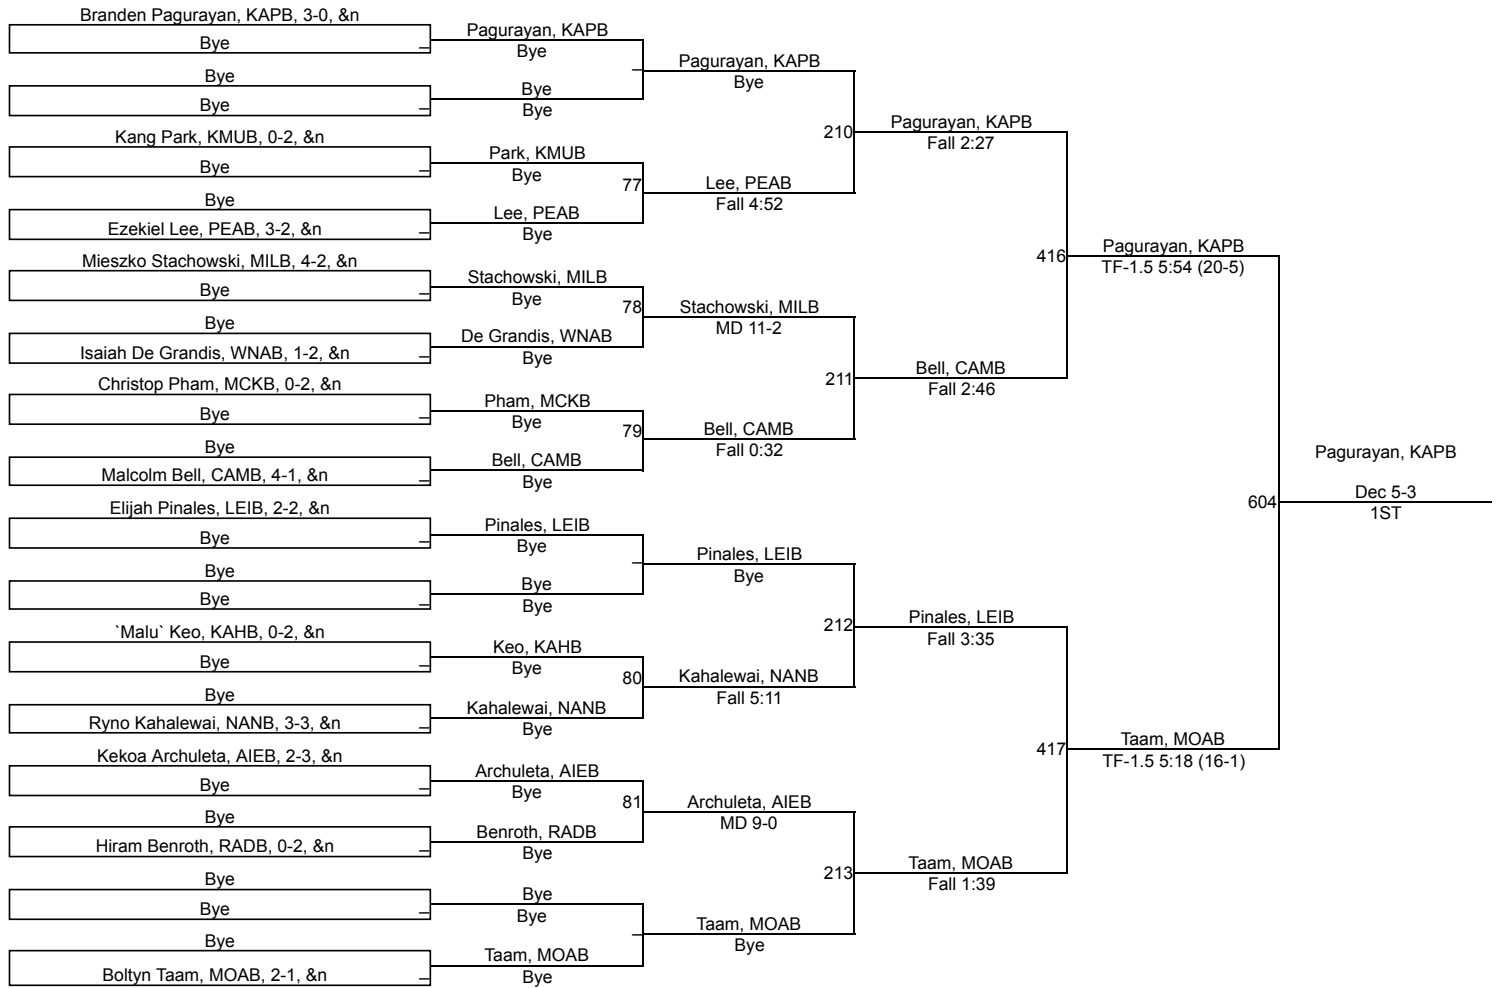 Branden Pagurayan, KAPB, 3-0, &n
Bye
Bye
Bye
Kang Park, KMUB, 0-2, &n
Bye
Bye
Ezekiel Lee, PEAB, 3-2, &n
Mieszko Stachowski, MILB, 4-2, &n
Bye
Bye
Isaiah De Grandis, WNAB, 1-2, &n
Christop Pham, MCKB, 0-2, &n
Bye
Bye
Malcolm Bell, CAMB, 4-1, &n
Elijah Pinales, LEIB, 2-2, &n
Bye
Bye
Bye
`Malu` Keo, KAHB, 0-2, &n
Bye
Bye
Ryno Kahalewai, NANB, 3-3, &n
Kekoa Archuleta, AIEB, 2-3, &n
Bye
Bye
Hiram Benroth, RADB, 0-2, &n
Bye
Bye
Bye
Boltyn Taam, MOAB, 2-1, &n
Pagurayan, KAPB
Bye
Bye
Bye
Park, KMUB
Bye
77
Lee, PEAB
Bye
Stachowski, MILB
Bye
78
De Grandis, WNAB
Bye
Pham, MCKB
Bye
79
Bell, CAMB
Bye
Pinales, LEIB
Bye
Bye
Bye
Keo, KAHB
Bye
80
Kahalewai, NANB
Bye
Archuleta, AIEB
Bye
81
Benroth, RADB
Bye
Bye
Bye
Taam, MOAB
Bye
Pagurayan, KAPB
Bye
210
Lee, PEAB
Fall 4:52
Stachowski, MILB
MD 11-2
211
Bell, CAMB
Fall 0:32
Pinales, LEIB
Bye
212
Kahalewai, NANB
Fall 5:11
Archuleta, AIEB
MD 9-0
213
Taam, MOAB
Bye
Pagurayan, KAPB
Fall 2:27
416
Bell, CAMB
Fall 2:46
Pinales, LEIB
Fall 3:35
417
Taam, MOAB
Fall 1:39
Pagurayan, KAPB
TF-1.5 5:54 (20-5)
604
Taam, MOAB
TF-1.5 5:18 (16-1)
Pagurayan, KAPB
Dec 5-3
1ST